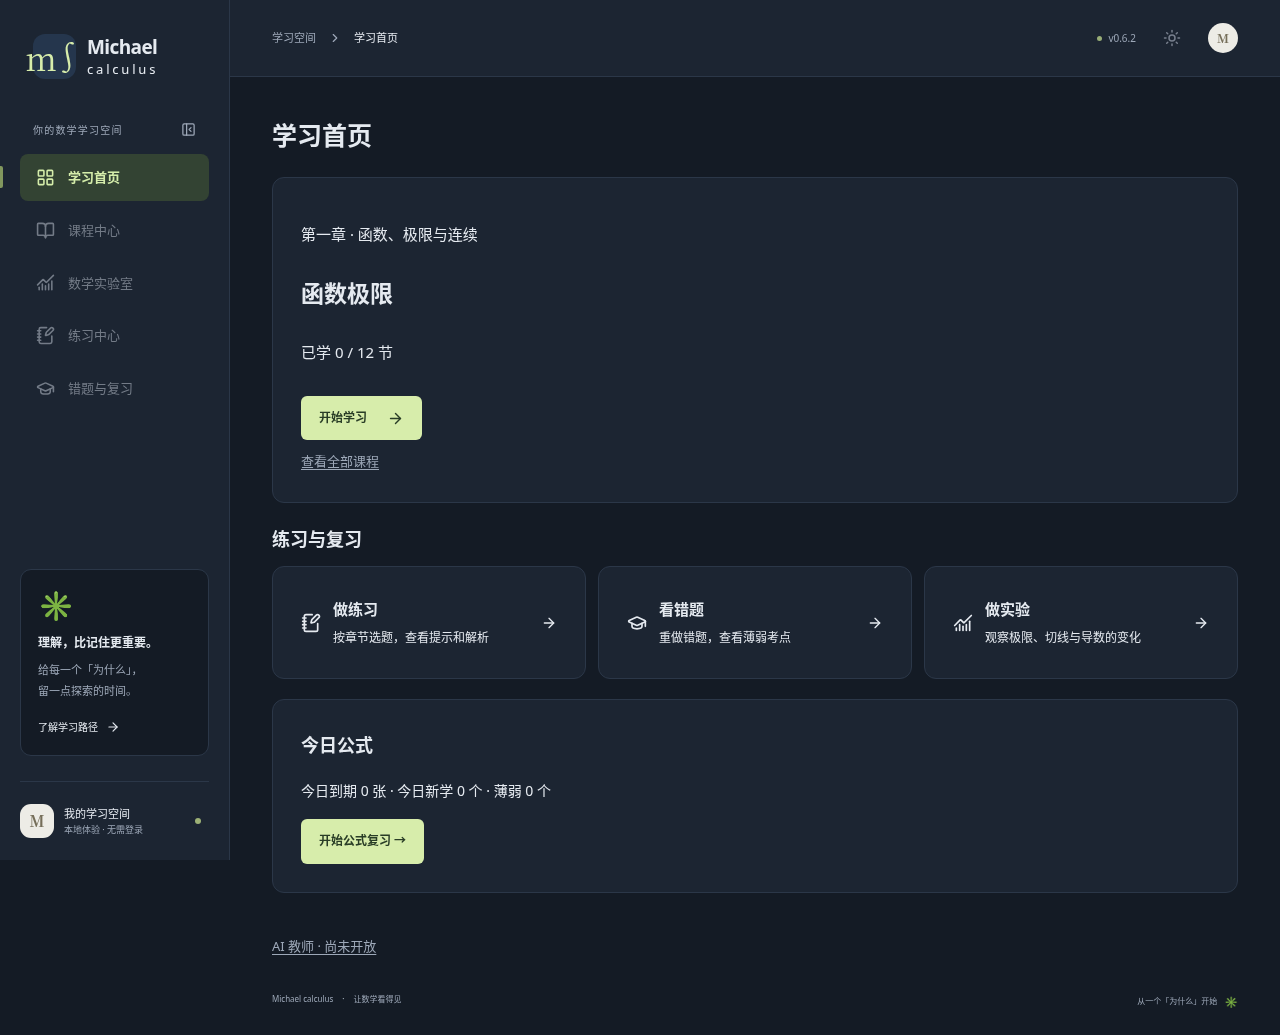 m ∫
Michael
calculus
你的数学学习空间
学习首页
课程中心
数学实验室
练习中心
错题与复习
理解，比记住更重要。
给每一个「为什么」，
留一点探索的时间。
了解学习路径
M
我的学习空间
本地体验 · 无需登录
学习空间
学习首页
v0.6.2
M
学习首页
第一章 · 函数、极限与连续
函数极限
已学 0 / 12 节
开始学习
查看全部课程
练习与复习
做练习
按章节选题，查看提示和解析
看错题
重做错题，查看薄弱考点
做实验
观察极限、切线与导数的变化
今日公式
今日到期 0 张 · 今日新学 0 个 · 薄弱 0 个
开始公式复习 →
AI 教师 · 尚未开放
Michael calculus · 让数学看得见
从一个「为什么」开始